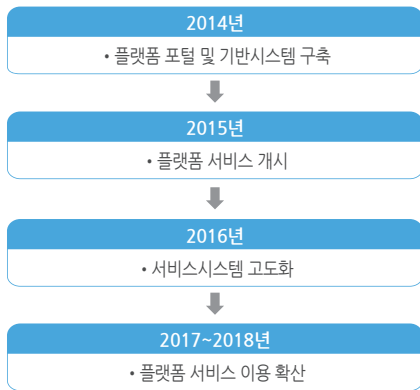 2014년
• 플랫폼 포털 및 기반시스템 구축
2015년
• 플랫폼 서비스 개시
2016년
• 서비스시스템 고도화
2017~2018년
• 플랫폼 서비스 이용 확산